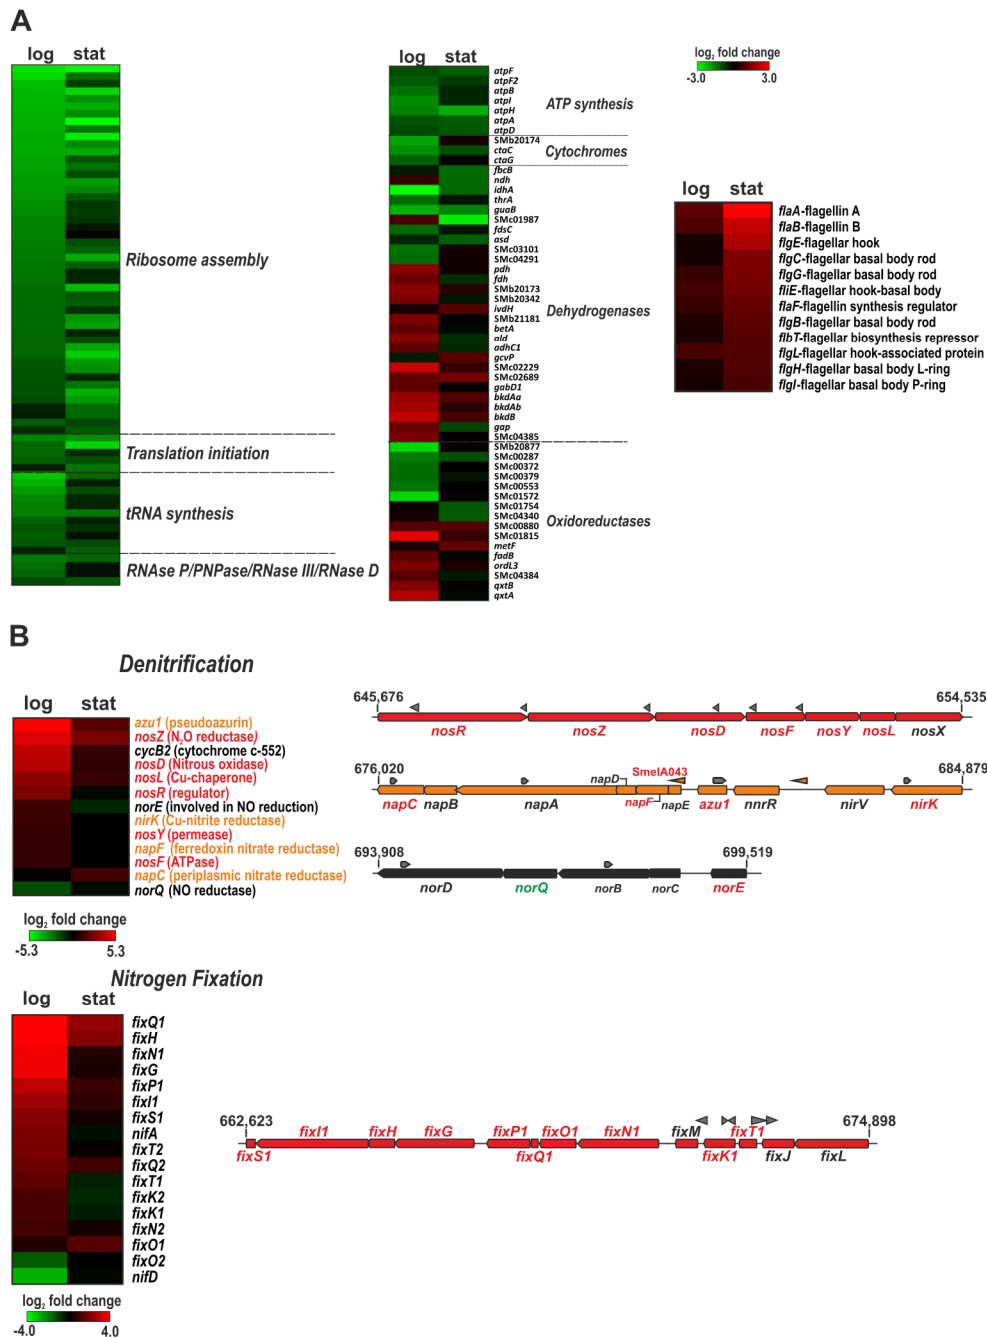 A
log stat
Ribosome assembly
Translation initiation
tRNA synthesis
RNAse P/PNPase/RNase III/RNase D
log stat
atpF
atpF2
atpB
atpI
atpH
atpA
atpD
ATP synthesis
SMb20174
ctaC
ctaG
Cytochromes
fbcB
ndh
idhA
thrA
guaB
SMc01987
fdsC
asd
SMc03101
SMc04291
pdh
fdh
SMb20173
SMb20342
ivdH
SMb21181
betA
ald
adhC1
gcvP
SMc02229
SMc02689
gabD1
bkdAa
bkdAb
bkdB
gap
SMc04385
Dehydrogenases
SMb20877
SMc00287
SMc00372
SMc00379
SMc00553
SMc01572
SMc01754
SMc04340
SMc00880
SMc01815
metF
fadB
ordL3
SMc04384
qxtB
qxtA
Oxidoreductases
log2 fold change
-3.0 3.0
log stat
flaA-flagellin A
flaB-flagellin B
flgE-flagellar hook
flgC-flagellar basal body rod
flgG-flagellar basal body rod
fliE-flagellar hook-basal body
flaF-flagellin synthesis regulator
flgB-flagellar basal body rod
flbT-flagellar biosynthesis repressor
flgL-flagellar hook-associated protein
flgH-flagellar basal body L-ring
flgI-flagellar basal body P-ring
B
Denitrification
log stat
azu1 (pseudoazurin)
nosZ (N2O reductase)
cycB2 (cytochrome c-552)
nosD (Nitrous oxidase)
nosL (Cu-chaperone)
nosR (regulator)
norE (involved in NO reduction)
nirK (Cu-nitrite reductase)
nosY (permease)
napF (ferredoxin nitrate reductase)
nosF (ATPase)
napC (periplasmic nitrate reductase)
norQ (NO reductase)
log2 fold change
-5.3 5.3
645,676 654,535
nosR nosZ nosD nosF nosY nosL nosX
676,020 684,879
napD SmelA043
napC napB napA napF napE azu1 nnrR nirV nirK
693,908 699,519
norD norQ norB norC norE
Nitrogen Fixation
log stat
fixQ1
fixH
fixN1
fixG
fixP1
fixI1
fixS1
nifA
fixT2
fixQ2
fixT1
fixK2
fixK1
fixN2
fixO1
fixO2
nifD
log2 fold change
-4.0 4.0
662,623 674,898
fixI1 fixH fixG fixP1 fixO1 fixN1 fixM fixT1
fixS1 fixQ1 fixK1 fixJ fixL